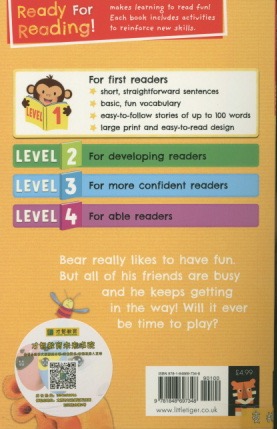 Ready For
Reading!
makes learning to read fun!
Each book includes activities
to reinforce new skills.
LEVEL 1
For first readers
short, straightforward sentences
basic, fun vocabulary
easy-to-follow stories of up to 100 words
large print and easy-to-read design
LEVEL 2 For developing readers
LEVEL 3 For more confident readers
LEVEL 4 For able readers
Bear really likes to have fun.
But all of his friends are busy
and he keeps getting
in the way! Will it ever
be time to play?
£4.99
www.littletiger.co.uk